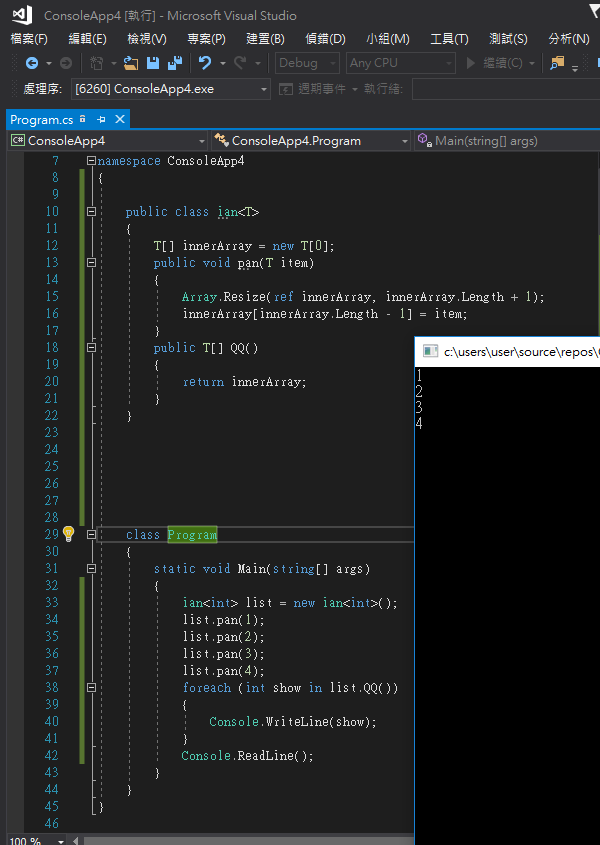 ConsoleApp4 [執行] - Microsoft Visual Studio
檔案(F) 編輯(E) 檢視(V) 專案(P) 建置(B) 偵錯(D) 小組(M) 工具(T) 測試(S) 分析(N)
Debug Any CPU 繼續(C)
處理序: [6260] ConsoleApp4.exe 週期事件 執行緒:
Program.cs
C# ConsoleApp4 ConsoleApp4.Program Main(string[] args)
7 namespace ConsoleApp4
8 {
9
10 public class ian<T>
11 {
12 T[] innerArray = new T[0];
13 public void pan(T item)
14 {
15 Array.Resize(ref innerArray, innerArray.Length + 1);
16 innerArray[innerArray.Length - 1] = item;
17 }
18 public T[] QQ()
19 {
20 return innerArray;
21 }
22 }
23
24
25
26
27
28
29 class Program
30 {
31 static void Main(string[] args)
32 {
33 ian<int> list = new ian<int>();
34 list.pan(1);
35 list.pan(2);
36 list.pan(3);
37 list.pan(4);
38 foreach (int show in list.QQ())
39 {
40 Console.WriteLine(show);
41 }
42 Console.ReadLine();
43 }
44 }
45 }
46
100 %
c:\users\user\source\repos\
1
2
3
4